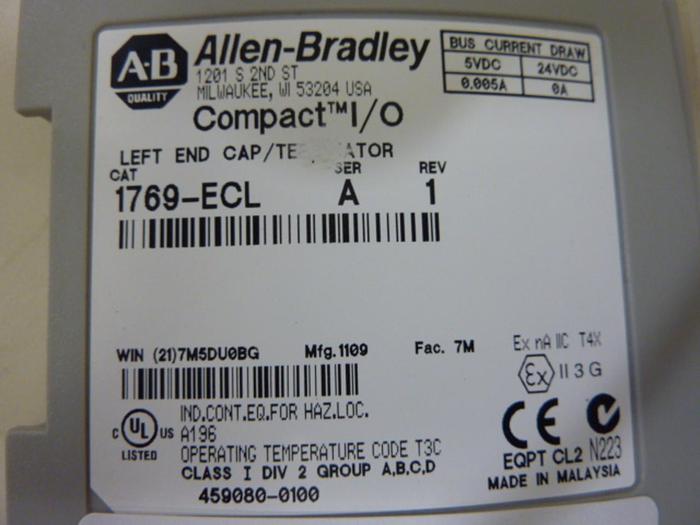 A-B
QUALITY
Allen-Bradley
1201 S 2ND ST
MILWAUKEE, WI 53204 USA
Compact™I/O
BUS CURRENT DRAW
5VDC 24VDC
0.005A 0A
LEFT END CAP/
CAT SER REV
1769-ECL A 1
WIN (21)7M5DU0BG Mfg.1109 Fac. 7M
Ex nA IIC T4X
Ex II 3 G
C UL US
LISTED
IND.CONT.EQ.FOR HAZ.LOC.
A196
OPERATING TEMPERATURE CODE T3C
CLASS I DIV 2 GROUP A,B,C,D
459080-0100
CE
N223
EQPT CL2
MADE IN MALAYSIA